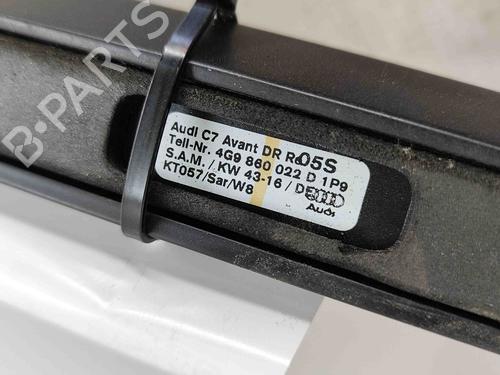 Audi C7 Avant DR Re05S
Teil-Nr. 4G9 860 022 D 1P9
S.A.M. / KW 43-16 / DE
KT057/Sar/W8
Audi
B-PARTS